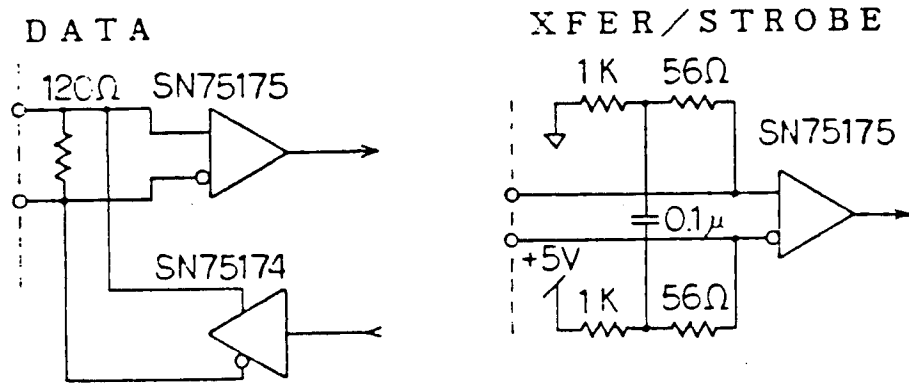 DATA
120Ω
SN75175
SN75174
XFER/STROBE
1K
56Ω
SN75175
0.1μ
+5V
1K
56Ω